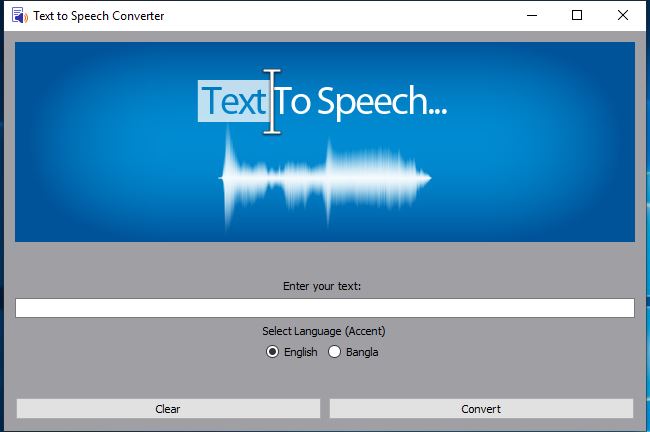 Text to Speech Converter
Text To Speech...
Enter your text:
Select Language (Accent)
English Bangla
Clear Convert